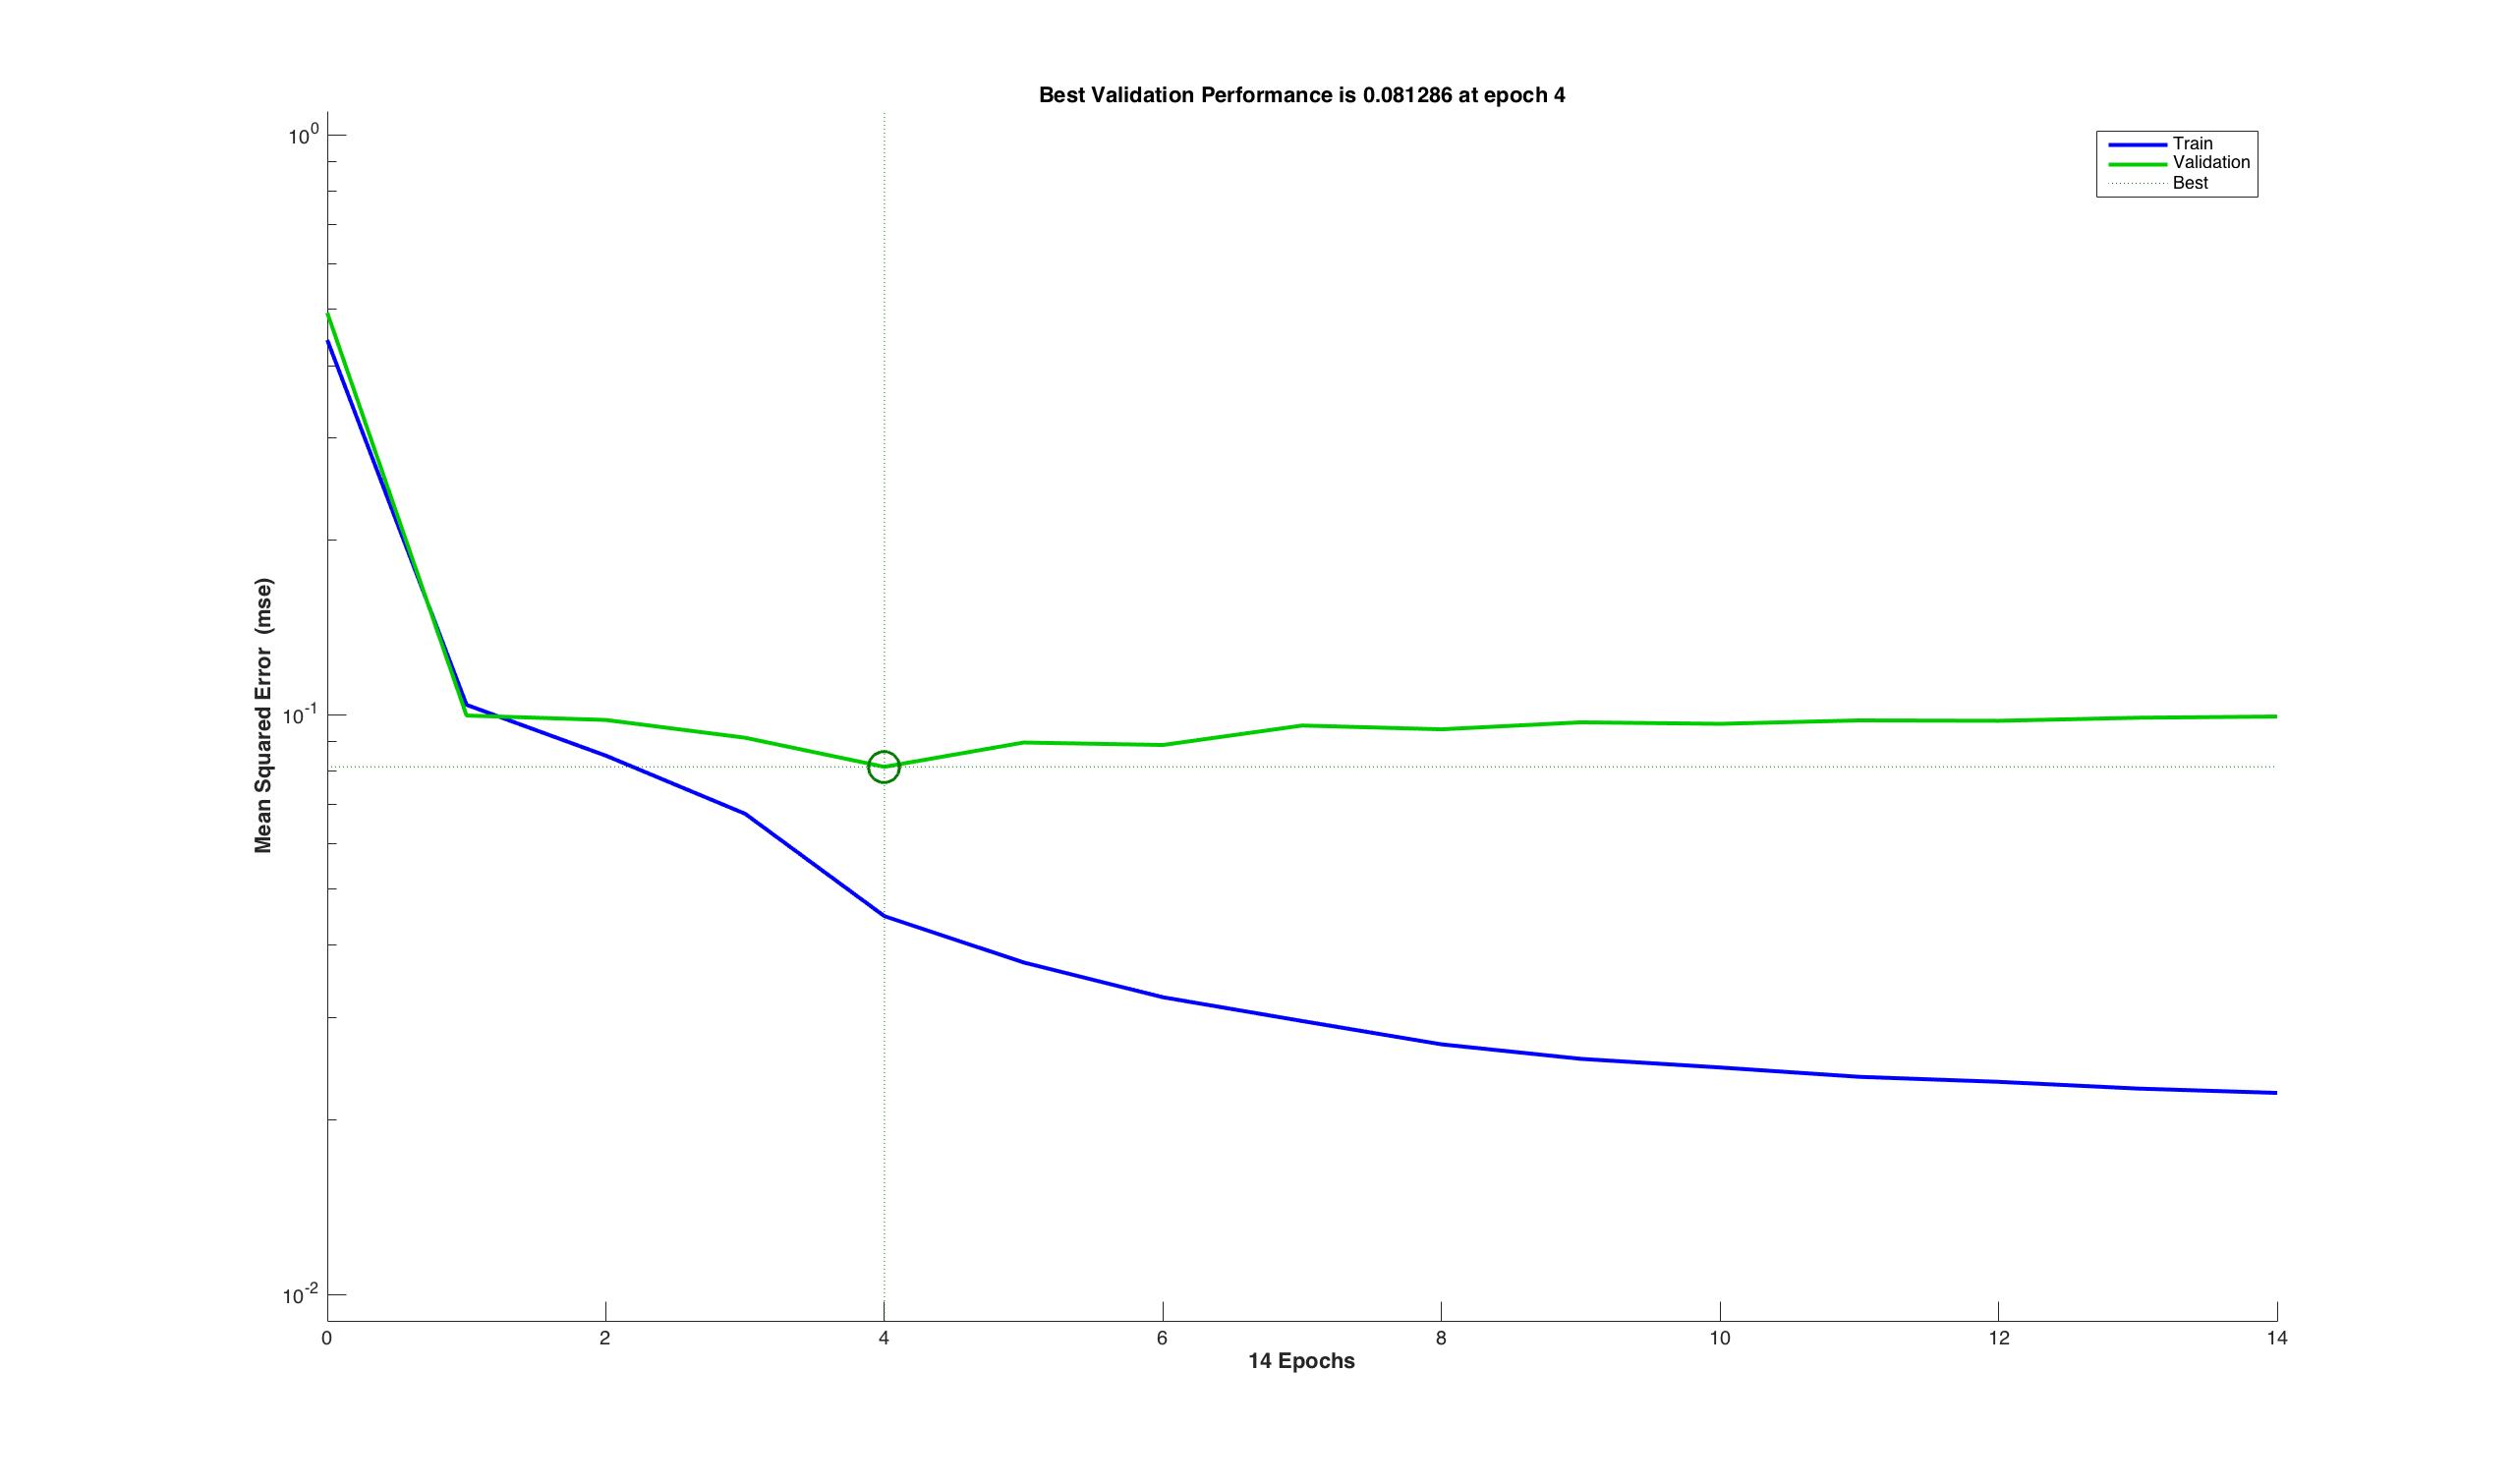 Best Validation Performance is 0.081286 at epoch 4
Train
Validation
Best
Mean Squared Error  (mse)
10^0
10^-1
10^-2
0 2 4 6 8 10 12 14
14 Epochs